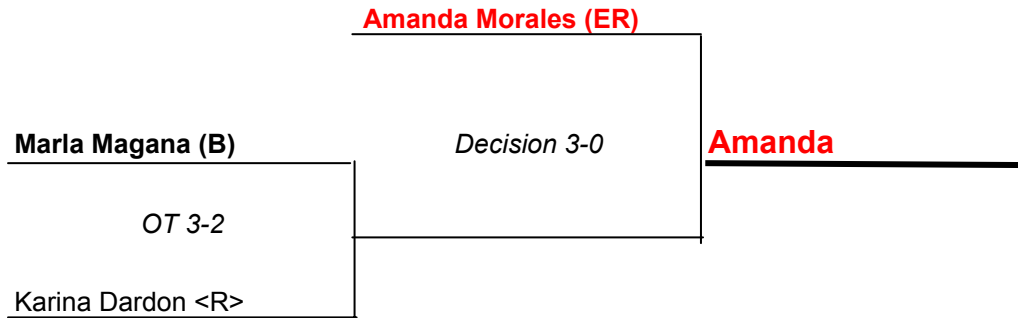 Amanda Morales (ER)
Marla Magana (B)
Decision 3-0
Amanda
OT 3-2
Karina Dardon <R>